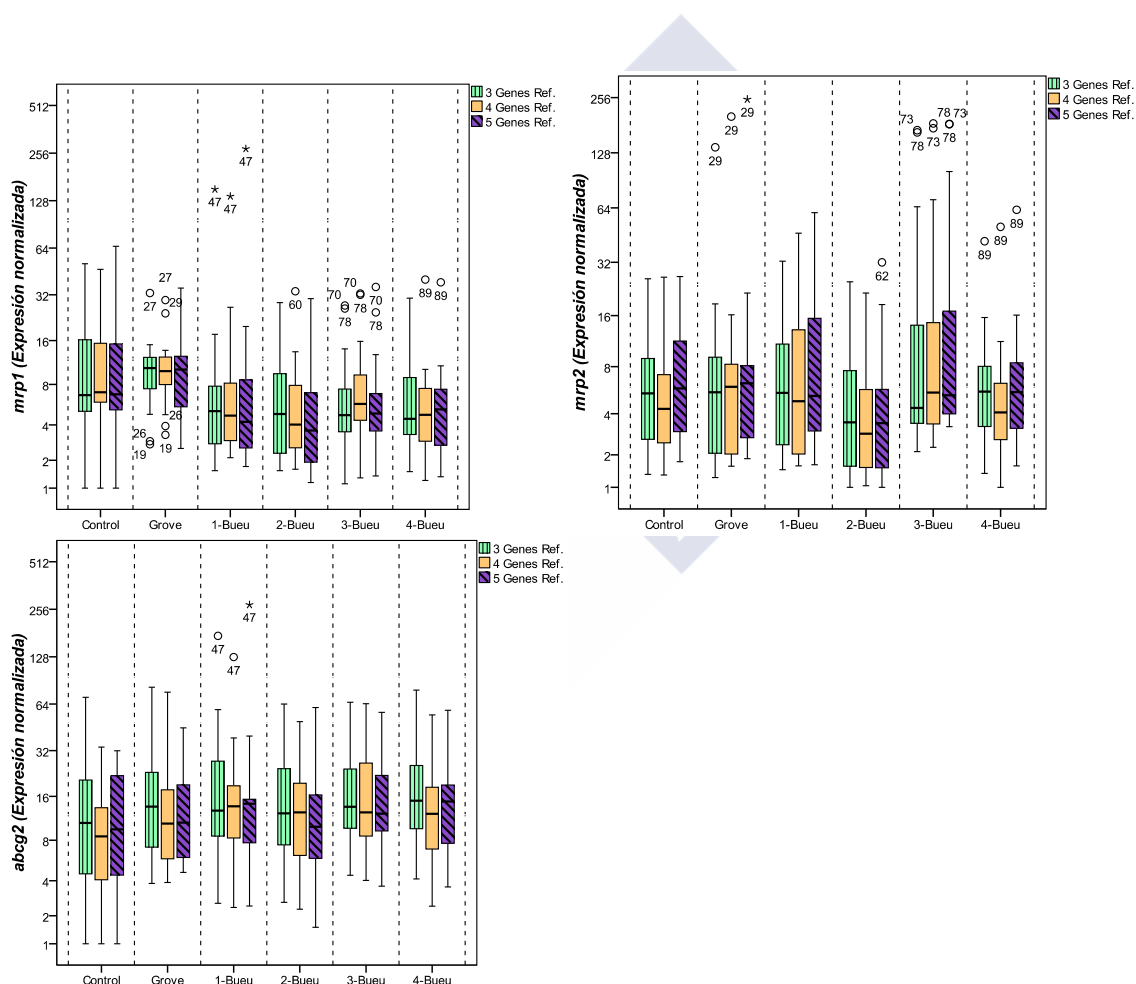 mrp1 (Expresión normalizada)
512
256
128
64
32
16
8
4
2
1
3 Genes Ref.
4 Genes Ref.
5 Genes Ref.
27
27
29
26
26
19
19
47
47
47
60
70
70
70
78
78
78
89
89
Control
Grove
1-Bueu
2-Bueu
3-Bueu
4-Bueu
mrp2 (Expresión normalizada)
256
128
64
32
16
8
4
2
1
3 Genes Ref.
4 Genes Ref.
5 Genes Ref.
29
29
29
62
73
78
73
78
73
78
89
89
89
Control
Grove
1-Bueu
2-Bueu
3-Bueu
4-Bueu
abcg2 (Expresión normalizada)
512
256
128
64
32
16
8
4
2
1
3 Genes Ref.
4 Genes Ref.
5 Genes Ref.
47
47
47
Control
Grove
1-Bueu
2-Bueu
3-Bueu
4-Bueu